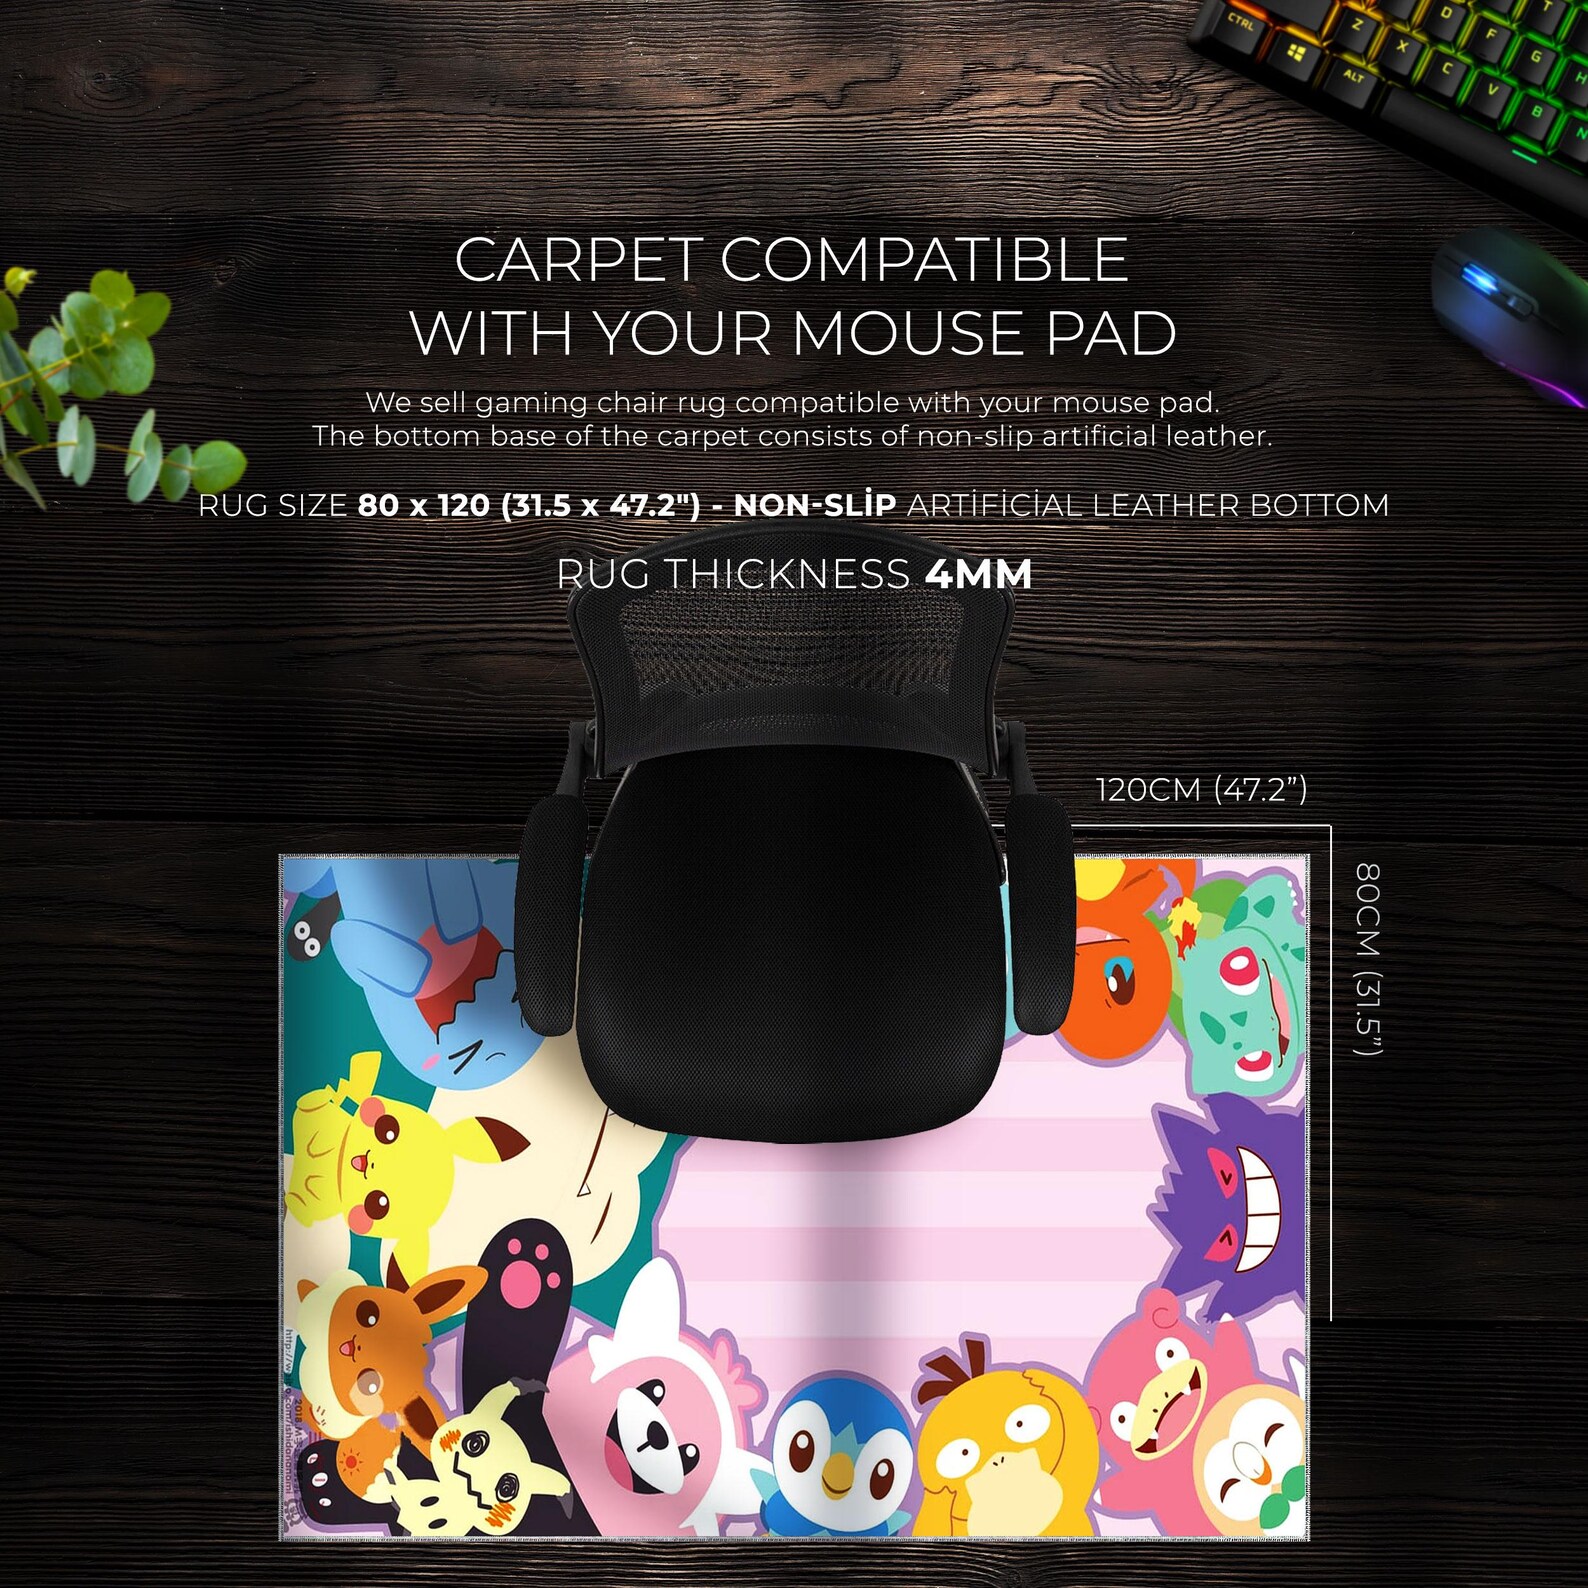 CARPET COMPATIBLE
WITH YOUR MOUSE PAD
We sell gaming chair rug compatible with your mouse pad.
The bottom base of the carpet consists of non-slip artificial leather.
RUG SIZE 80 x 120 (31.5 x 47.2") - NON-SLİP ARTİFİCİAL LEATHER BOTTOM
RUG THICKNESS 4MM
120CM (47.2”)
80CM (31.5”)
CTRL
ALT
Z
X
C
V
B
N
D
F
G
H
T